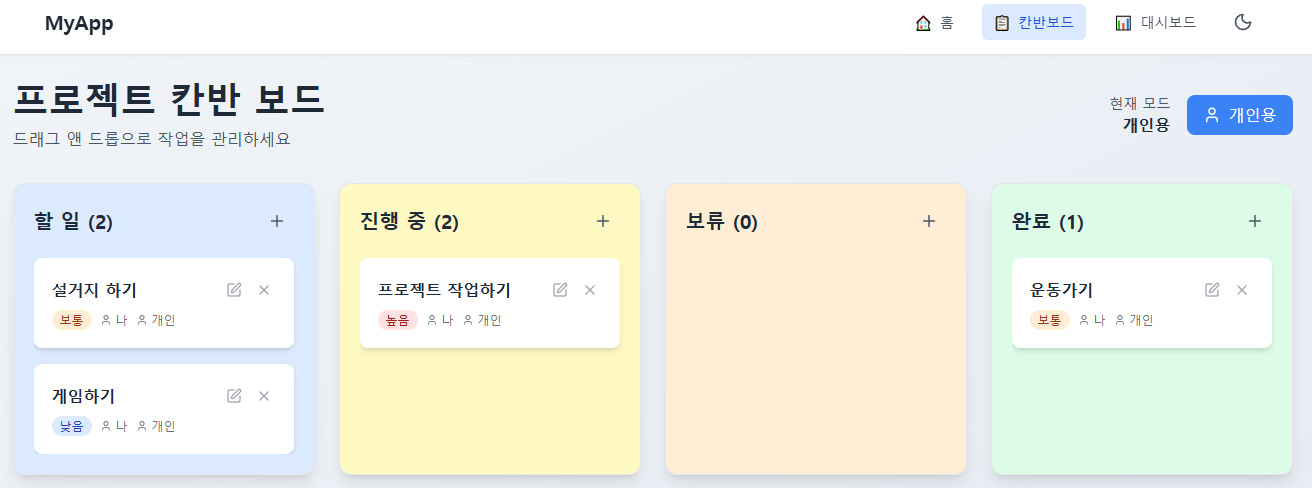 MyApp
홈
칸반보드
대시보드
프로젝트 칸반 보드
드래그 앤 드롭으로 작업을 관리하세요
현재 모드
개인용
개인용
할 일 (2)
설거지 하기
보통 나 개인
게임하기
낮음 나 개인
진행 중 (2)
프로젝트 작업하기
높음 나 개인
보류 (0)
완료 (1)
운동가기
보통 나 개인